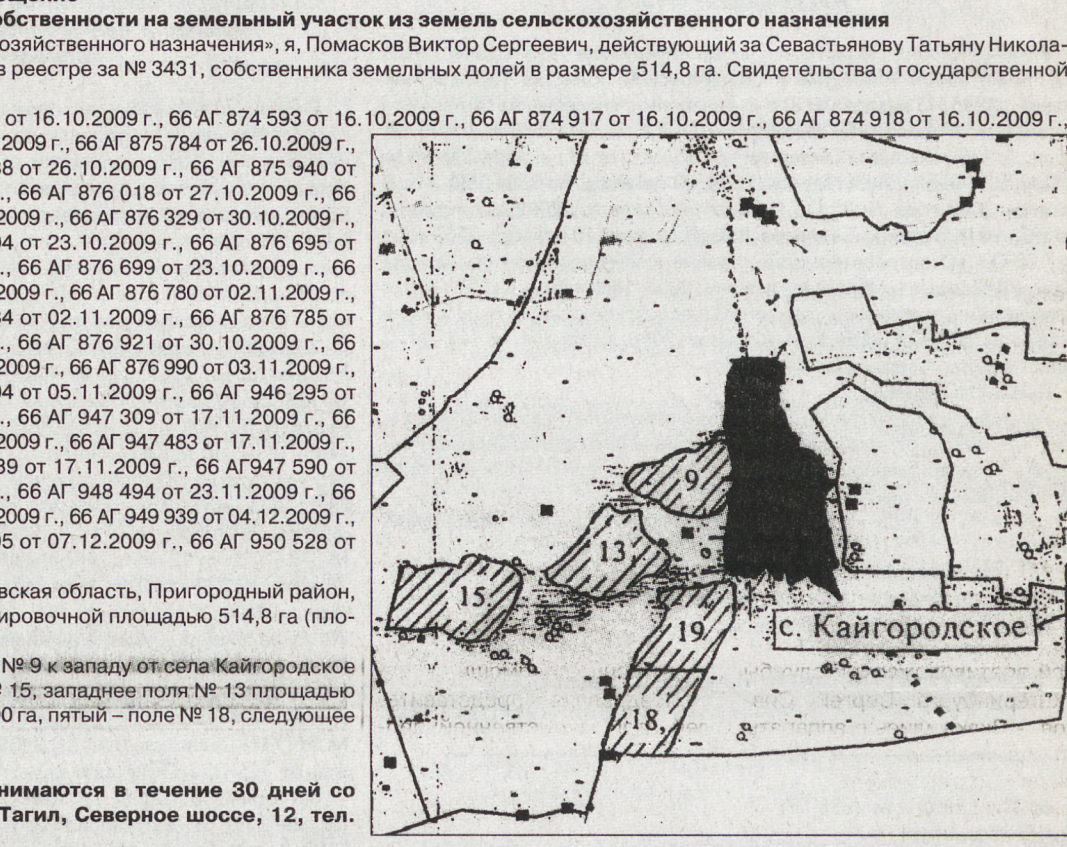 обственности на земельный участок из земель сельскохозяйственного назначения
озяйственного назначения», я, Помасков Виктор Сергеевич, действующий за Севастьянову Татьяну Никола-
в реестре за № 3431, собственника земельных долей в размере 514,8 га. Свидетельства о государственной
от 16.10.2009 г., 66 АГ 874 593 от 16.10.2009 г., 66 АГ 874 917 от 16.10.2009 г., 66 АГ 874 918 от 16.10.2009 г.,
2009 г., 66 АГ 875 784 от 26.10.2009 г.,
от 26.10.2009 г., 66 АГ 875 940 от
., 66 АГ 876 018 от 27.10.2009 г., 66
2009 г., 66 АГ 876 329 от 30.10.2009 г.,
04 от 23.10.2009 г., 66 АГ 876 695 от
., 66 АГ 876 699 от 23.10.2009 г., 66
2009 г., 66 АГ 876 780 от 02.11.2009 г.,
34 от 02.11.2009 г., 66 АГ 876 785 от
., 66 АГ 876 921 от 30.10.2009 г., 66
2009 г., 66 АГ 876 990 от 03.11.2009 г.,
04 от 05.11.2009 г., 66 АГ 946 295 от
., 66 АГ 947 309 от 17.11.2009 г., 66
2009 г., 66 АГ 947 483 от 17.11.2009 г.
39 от 17.11.2009 г., 66 АГ947 590 от
., 66 АГ 948 494 от 23.11.2009 г., 66
2009 г., 66 АГ 949 939 от 04.12.2009 г.,
05 от 07.12.2009 г., 66 АГ 950 528 от
вская область, Пригородный район,
ировочной площадью 514,8 га (пло-
№ 9 к западу от села Кайгородское
15, западнее поля № 13 площадью
0 га, пятый – поле № 18, следующее
нимаются в течение 30 дней со
Тагил, Северное шоссе, 12, тел.
9
13
15
19
с. Кайгородское
18,